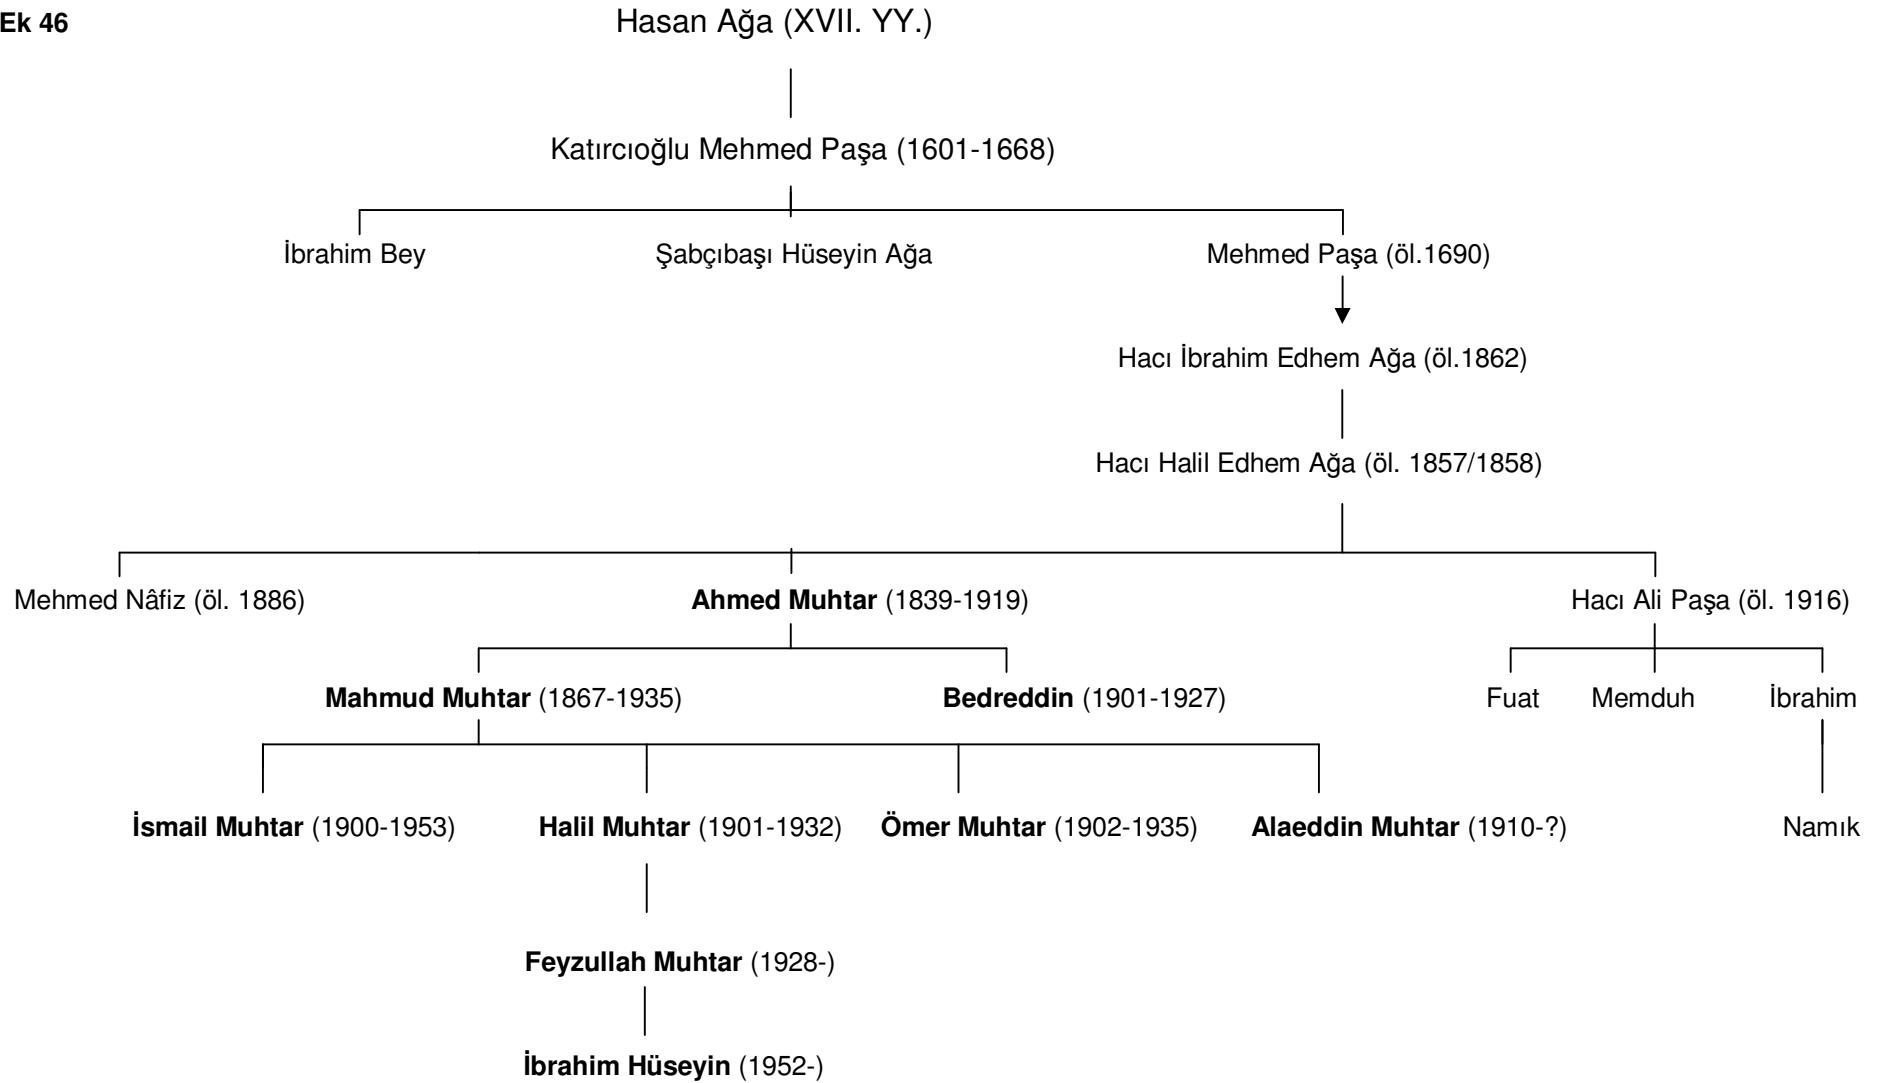 Ek 46
Hasan Ağa (XVII. YY.)
Katırcıoğlu Mehmed Paşa (1601-1668)
İbrahim Bey
Şabçıbaşı Hüseyin Ağa
Mehmed Paşa (öl.1690)
Hacı İbrahim Edhem Ağa (öl.1862)
Hacı Halil Edhem Ağa (öl. 1857/1858)
Mehmed Nâfiz (öl. 1886)
Ahmed Muhtar (1839-1919)
Hacı Ali Paşa (öl. 1916)
Mahmud Muhtar (1867-1935)
Bedreddin (1901-1927)
Fuat
Memduh
İbrahim
İsmail Muhtar (1900-1953)
Halil Muhtar (1901-1932)
Ömer Muhtar (1902-1935)
Alaeddin Muhtar (1910-?)
Namık
Feyzullah Muhtar (1928-)
İbrahim Hüseyin (1952-)